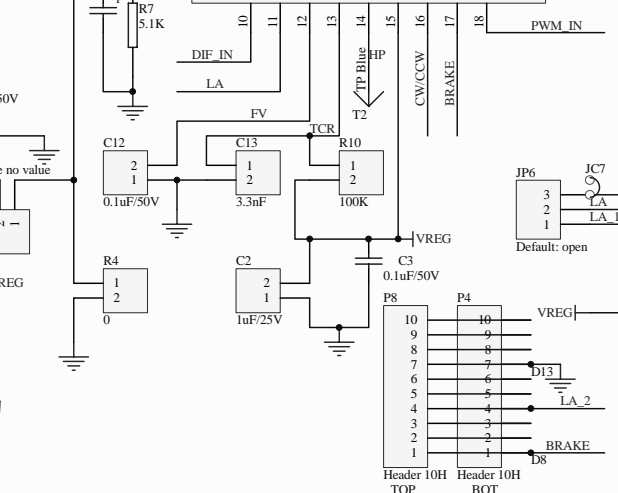 R7
5.1K
10
11
12
13
14
15
16
17
18
PWM_IN
DIF_IN
LA
HP
TP Blue
CW/CCW
BRAKE
50V
FV
T2
TCR
C12
C13
R10
2
1
1
2
1
2
0.1uF/50V
3.3nF
100K
e no value
1
JP6
JC7
3
2
1
LA
Default: open
VREG
REG
R4
1
2
0
C2
2
1
1uF/25V
C3
0.1uF/50V
P8
P4
VREG
10
9
8
7
6
5
4
3
2
1
10
9
8
7
6
5
4
3
2
1
D13
LA_2
BRAKE
D8
Header 10H
TOP
Header 10H
BOT